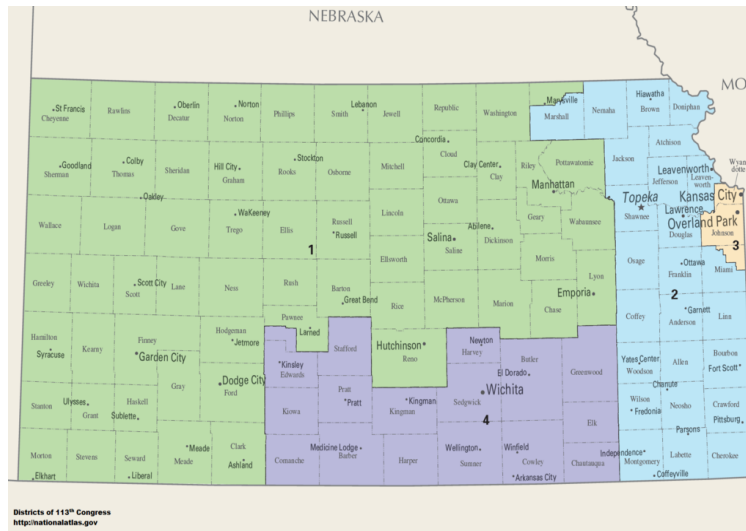 NEBRASKA
MO
St Francis
Cheyenne
Rawlins
Oberlin
Decatur
Norton
Norton
Phillips
Smith
Lebanon
Jewell
Republic
Washington
Marysville
Marshall
Nemaha
Hiawatha
Brown
Doniphan
Goodland
Sherman
Colby
Thomas
Sheridan
Hill City
Graham
Stockton
Rooks
Osborne
Mitchell
Concordia
Cloud
Clay Center
Clay
Riley
Pottawatomie
Manhattan
Jackson
Atchison
Leavenworth
Jefferson
Leaven-
worth
Wyan
dotte
Oakley
Wallace
Logan
Gove
WaKeeney
Trego
Ellis
Russell
Russell
Lincoln
Ottawa
Salina
Saline
Abilene
Dickinson
Geary
Wabaunsee
Topeka
Shawnee
Kansas City
Lawrence
Douglas
Overland Park
Johnson
3
1
Ellsworth
Morris
Lyon
Osage
Ottawa
Franklin
Miami
2
Greeley
Wichita
Scott City
Scott
Lane
Ness
Rush
Barton
Great Bend
Rice
McPherson
Marion
Chase
Emporia
Coffey
Garnett
Anderson
Linn
Hamilton
Syracuse
Kearny
Finney
Garden City
Hodgeman
Jetmore
Pawnee
Larned
Stafford
Hutchinson
Reno
Newton
Harvey
Butler
El Dorado
Greenwood
Yates Center
Woodson
Allen
Bourbon
Fort Scott
Gray
Dodge City
Ford
Kinsley
Edwards
Pratt
Pratt
Kingman
Kingman
Sedgwick
Wichita
4
Stanton
Ulysses
Grant
Haskell
Sublette
Kiowa
Elk
Wilson
Fredonia
Chanute
Neosho
Crawford
Pittsburg
Morton
Elkhart
Stevens
Seward
Liberal
Meade
Meade
Clark
Ashland
Comanche
Medicine Lodge
Barber
Harper
Wellington
Sumner
Winfield
Cowley
Arkansas City
Chautauqua
Independence
Montgomery
Coffeyville
Parsons
Labette
Cherokee
Districts of 113th Congress
http://nationalatlas.gov